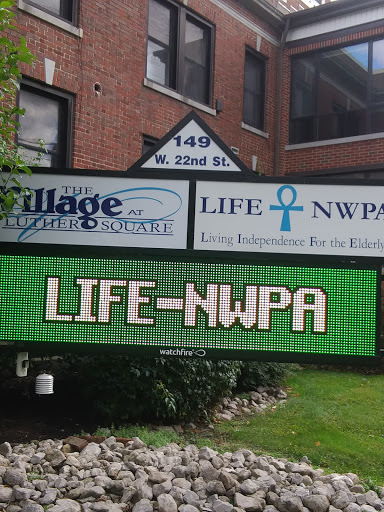 149
W. 22nd St.
THE
Village AT
LUTHER SQUARE
LIFE NWPA
Living Independence For the Elderly
LIFE-NWPA
watchfire